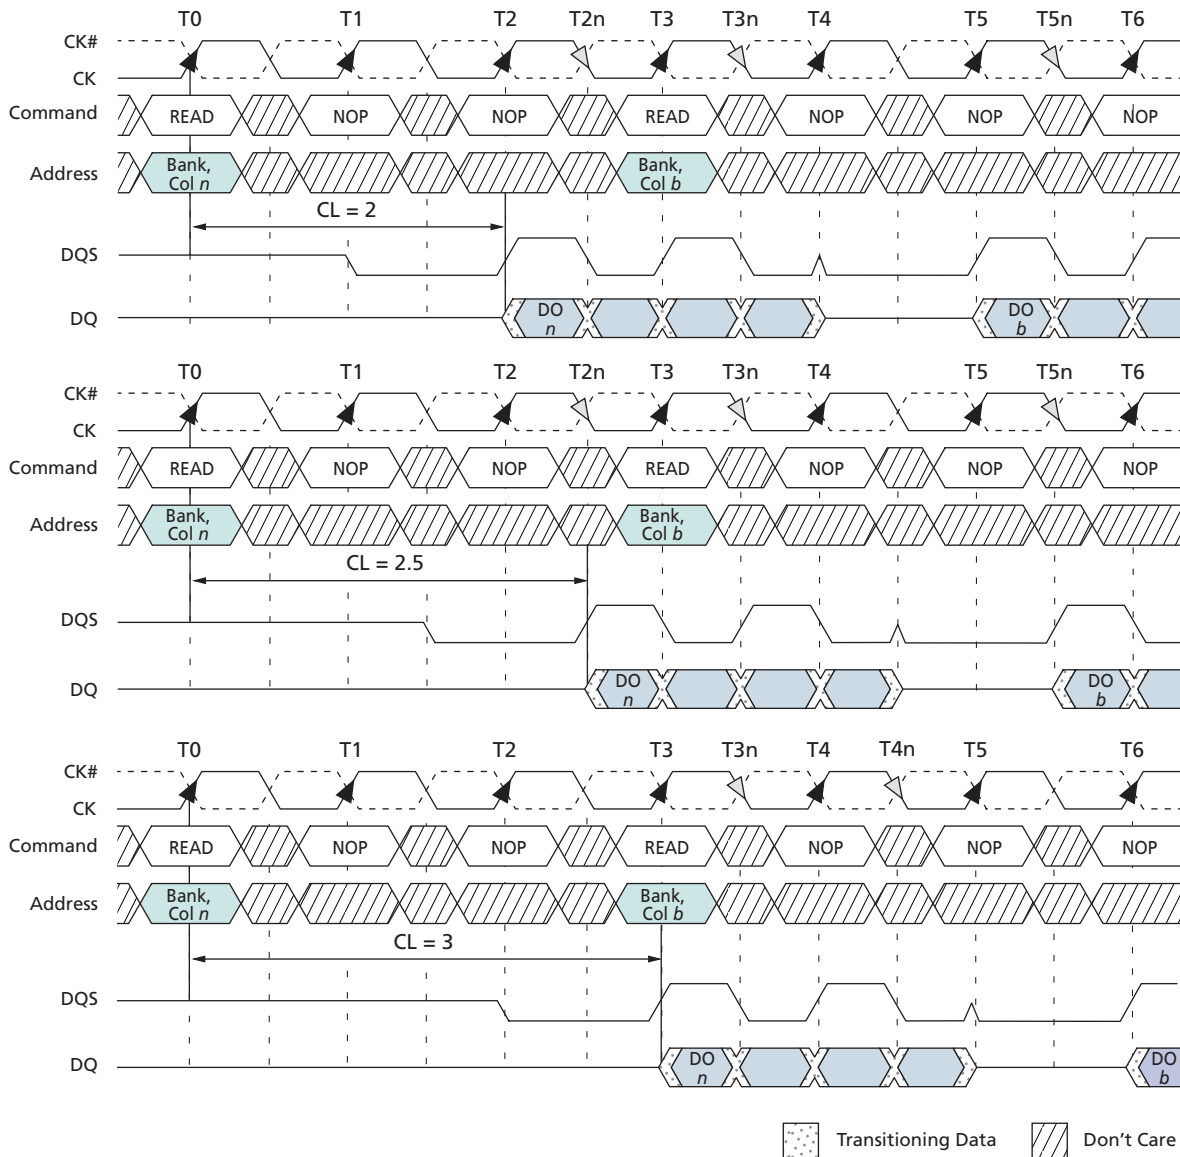 T0 T1 T2 T2n T3 T3n T4 T5 T5n T6
CK#
CK
Command READ NOP NOP READ NOP NOP NOP
Address Bank, Col n Bank, Col b
CL = 2
DQS
DQ DO n DO b
T0 T1 T2 T2n T3 T3n T4 T5 T5n T6
CK#
CK
Command READ NOP NOP READ NOP NOP NOP
Address Bank, Col n Bank, Col b
CL = 2.5
DQS
DQ DO n DO b
T0 T1 T2 T3 T3n T4 T4n T5 T6
CK#
CK
Command READ NOP NOP READ NOP NOP NOP
Address Bank, Col n Bank, Col b
CL = 3
DQS
DQ DO n DO b
Transitioning Data Don't Care